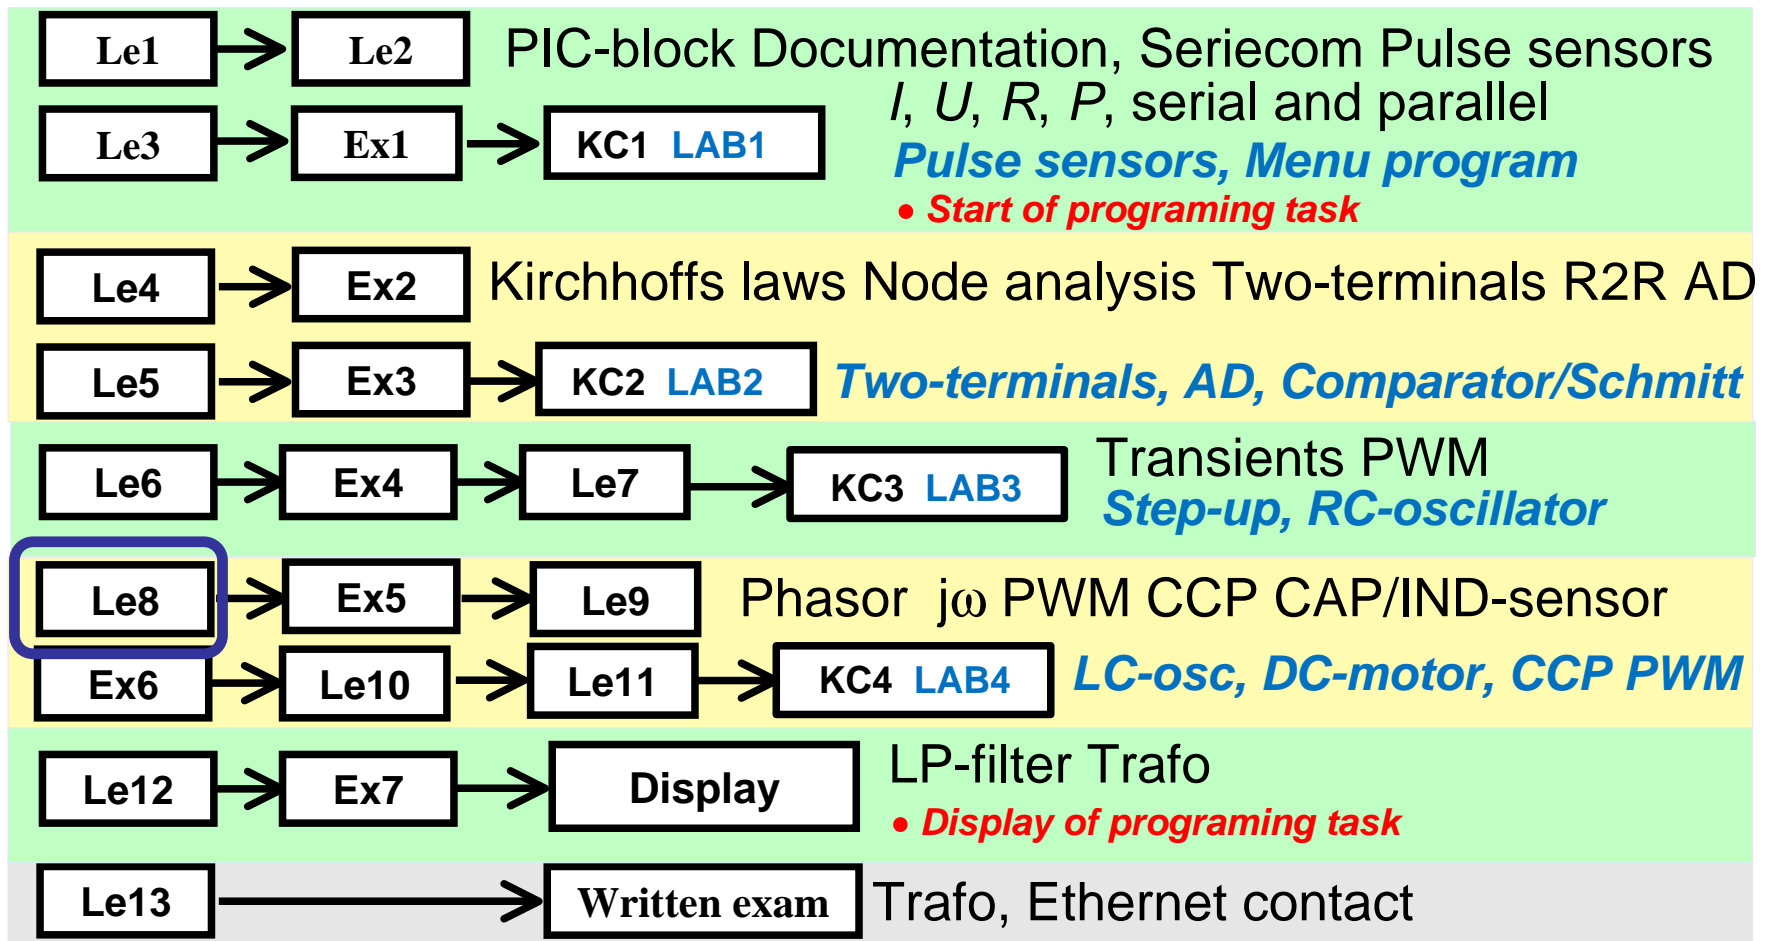 Le1 Le2 PIC-block Documentation, Seriecom Pulse sensors
I, U, R, P, serial and parallel
Le3 Ex1 KC1 LAB1 Pulse sensors, Menu program
• Start of programing task
Le4 Ex2 Kirchhoffs laws Node analysis Two-terminals R2R AD
Le5 Ex3 KC2 LAB2 Two-terminals, AD, Comparator/Schmitt
Le6 Ex4 Le7 KC3 LAB3 Transients PWM
Step-up, RC-oscillator
Le8 Ex5 Le9 Phasor jω PWM CCP CAP/IND-sensor
Ex6 Le10 Le11 KC4 LAB4 LC-osc, DC-motor, CCP PWM
Le12 Ex7 Display LP-filter Trafo
• Display of programing task
Le13 Written exam Trafo, Ethernet contact